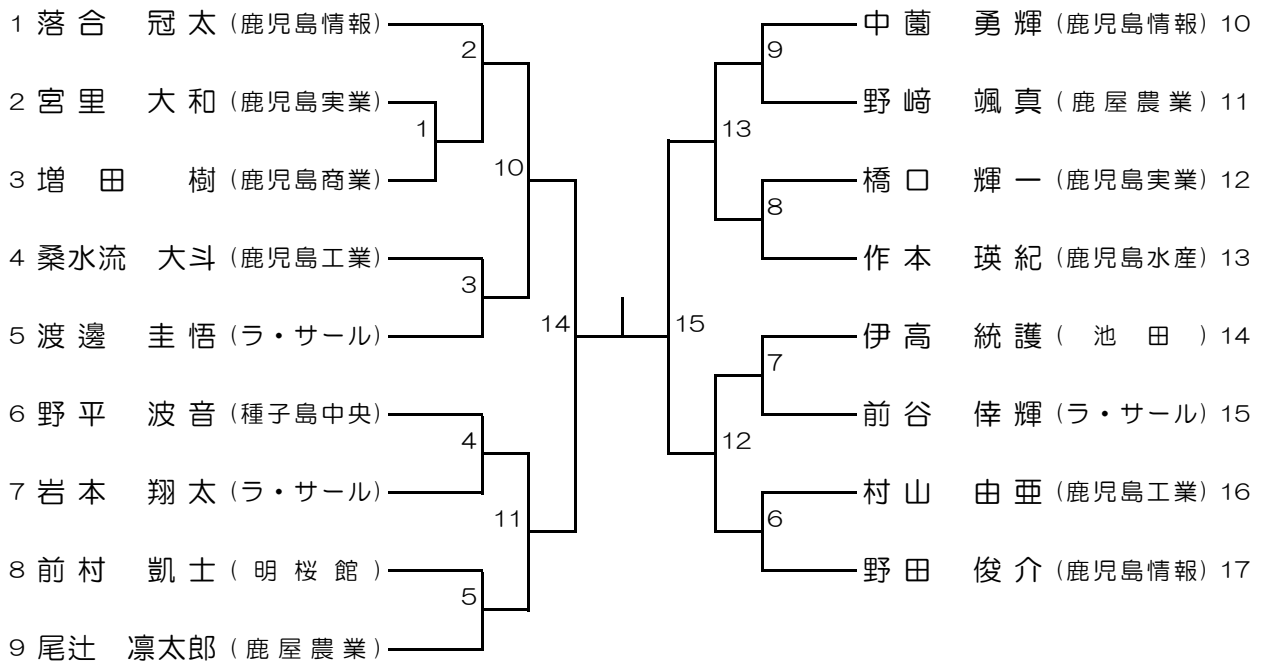 1 落合 冠太 (鹿児島情報)
2 宮里 大和 (鹿児島実業)
3 増田 樹 (鹿児島商業)
4 桑水流 大斗 (鹿児島工業)
5 渡邊 圭悟 (ラ・サール)
6 野平 波音 (種子島中央)
7 岩本 翔太 (ラ・サール)
8 前村 凱士 (明桜館)
9 尾辻 凛太郎 (鹿屋農業)
2
1
10
3
14
4
11
5
15
9
13
8
7
12
6
中薗 勇輝 (鹿児島情報) 10
野﨑 颯真 (鹿屋農業) 11
橋口 輝一 (鹿児島実業) 12
作本 瑛紀 (鹿児島水産) 13
伊高 統護 (池田) 14
前谷 倖輝 (ラ・サール) 15
村山 由亜 (鹿児島工業) 16
野田 俊介 (鹿児島情報) 17